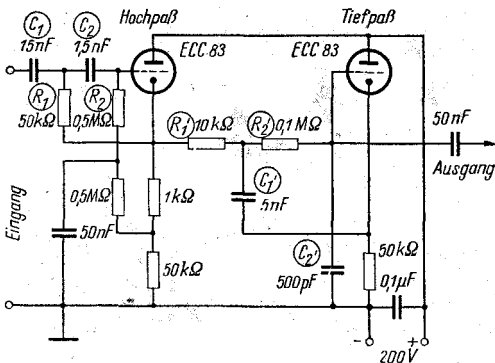 Hochpaß
Tiefpaß
C₁
C₂
15nF
1,5nF
ECC 83
ECC 83
R₁
R₂
50kΩ
0,5MΩ
R₁'
10kΩ
R₂'
0,1MΩ
50nF
Ausgang
C₁'
5nF
0,5MΩ
1kΩ
Eingang
50nF
C₂'
50kΩ
50kΩ
500pF
0,1µF
-
+
200V